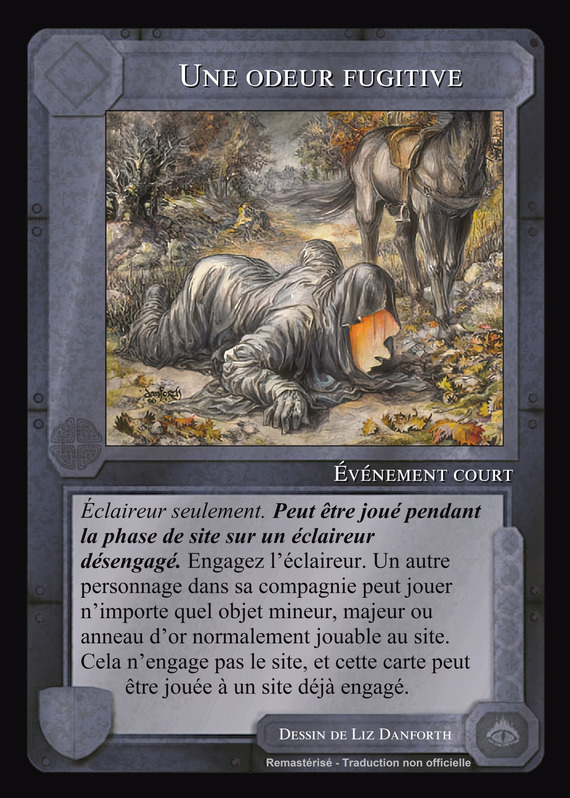 Une odeur fugitive
Danforth
Événement court
Éclaireur seulement. Peut être joué pendant
la phase de site sur un éclaireur
désengagé. Engagez l’éclaireur. Un autre
personnage dans sa compagnie peut jouer
n’importe quel objet mineur, majeur ou
anneau d’or normalement jouable au site.
Cela n’engage pas le site, et cette carte peut
être jouée à un site déjà engagé.
Dessin de Liz Danforth
Remastérisé - Traduction non officielle